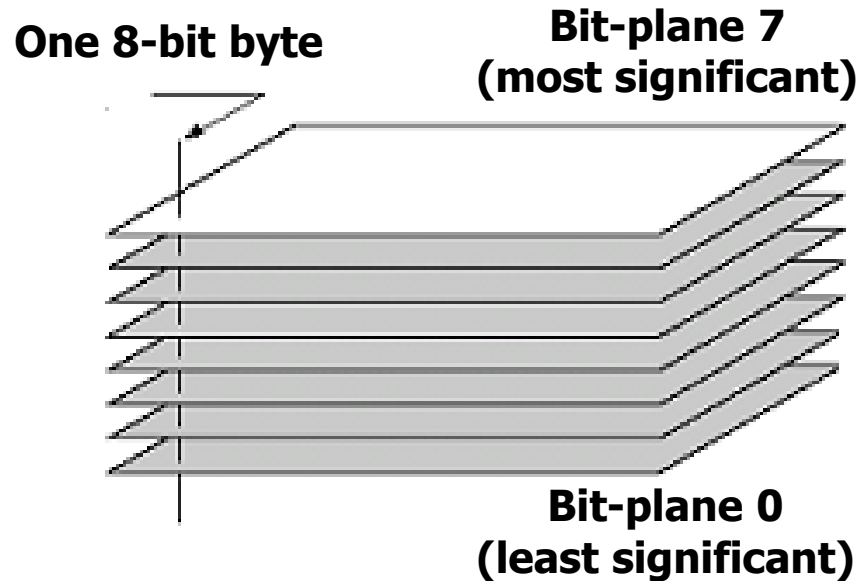 One 8-bit byte
Bit-plane 7
(most significant)
Bit-plane 0
(least significant)